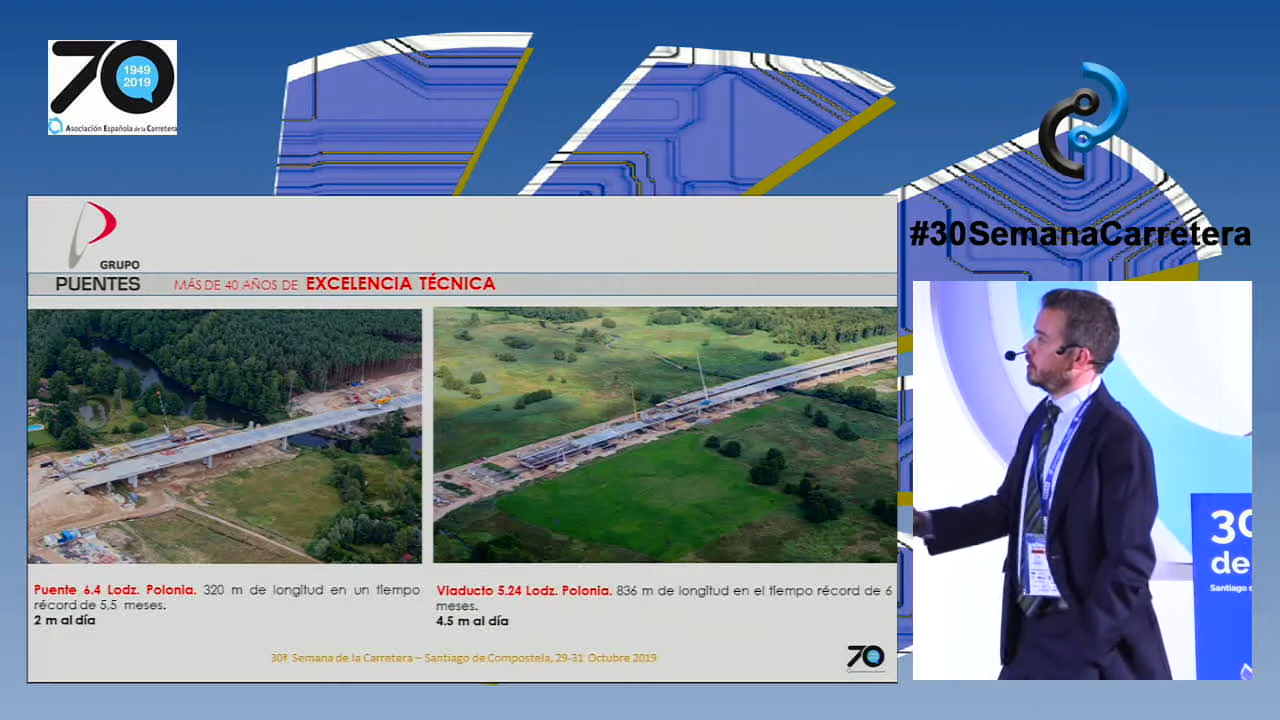 70
1949
2019
Asociación Española de la Carretera
#30SemanaCarretera
GRUPO
PUENTES
MÁS DE 40 AÑOS DE EXCELENCIA TÉCNICA
Puente 6.4 Lodz. Polonia. 320 m de longitud en un tiempo
récord de 5,5 meses.
2 m al día
Viaducto 5.24 Lodz. Polonia. 836 m de longitud en el tiempo récord de 6
meses.
4.5 m al día
30ª Semana de la Carretera – Santiago de Compostela, 29-31 Octubre 2019
70
30
de
Santiago